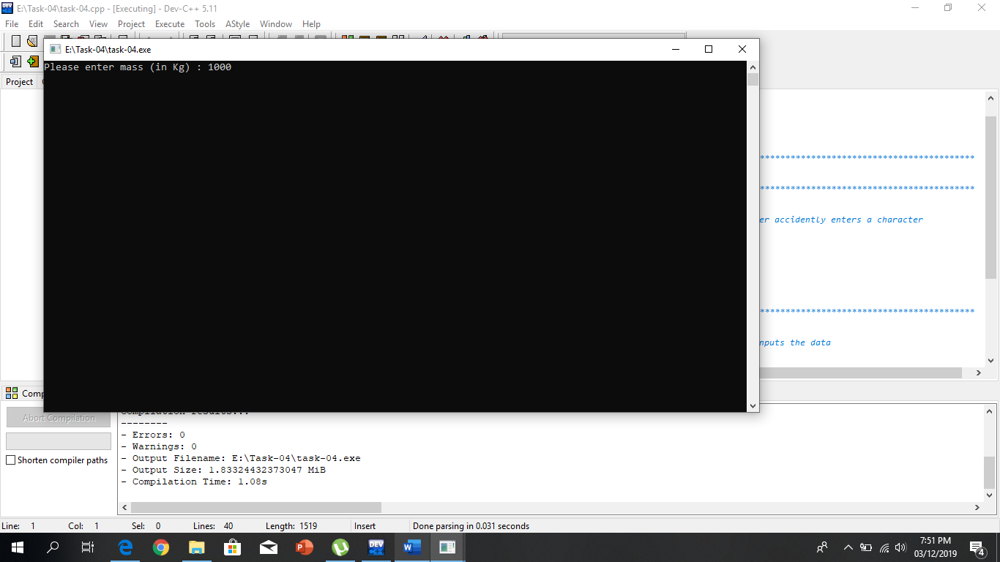 E:\Task-04\task-04.cpp - [Executing] - Dev-C++ 5.11
File Edit Search View Project Execute Tools AStyle Window Help
E:\Task-04\task-04.exe
Please enter mass (in Kg) : 1000
Project
*******************************************
*******************************************
er accidently enters a character
*******************************************
nputs the data
Comp
Abort Compilation
Shorten compiler paths
Compilation results...
--------
- Errors: 0
- Warnings: 0
- Output Filename: E:\Task-04\task-04.exe
- Output Size: 1.83324432373047 MiB
- Compilation Time: 1.08s
Line: 1 Col: 1 Sel: 0 Lines: 40 Length: 1519 Insert Done parsing in 0.031 seconds
DEV
7:51 PM
03/12/2019
4